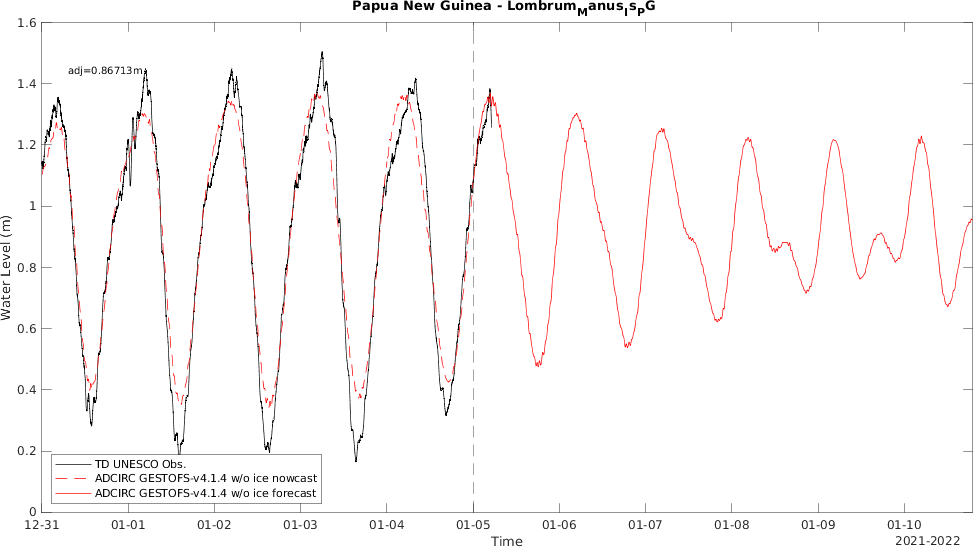 Papua New Guinea - LombrumManusIsPG
1.6
adj=0.86713m
1.4
1.2
1
0.8
0.6
0.4
0.2
0
Water Level (m)
TD UNESCO Obs.
ADCIRC GESTOFS-v4.1.4 w/o ice nowcast
ADCIRC GESTOFS-v4.1.4 w/o ice forecast
12-31 01-01 01-02 01-03 01-04 01-05 01-06 01-07 01-08 01-09 01-10
Time
2021-2022